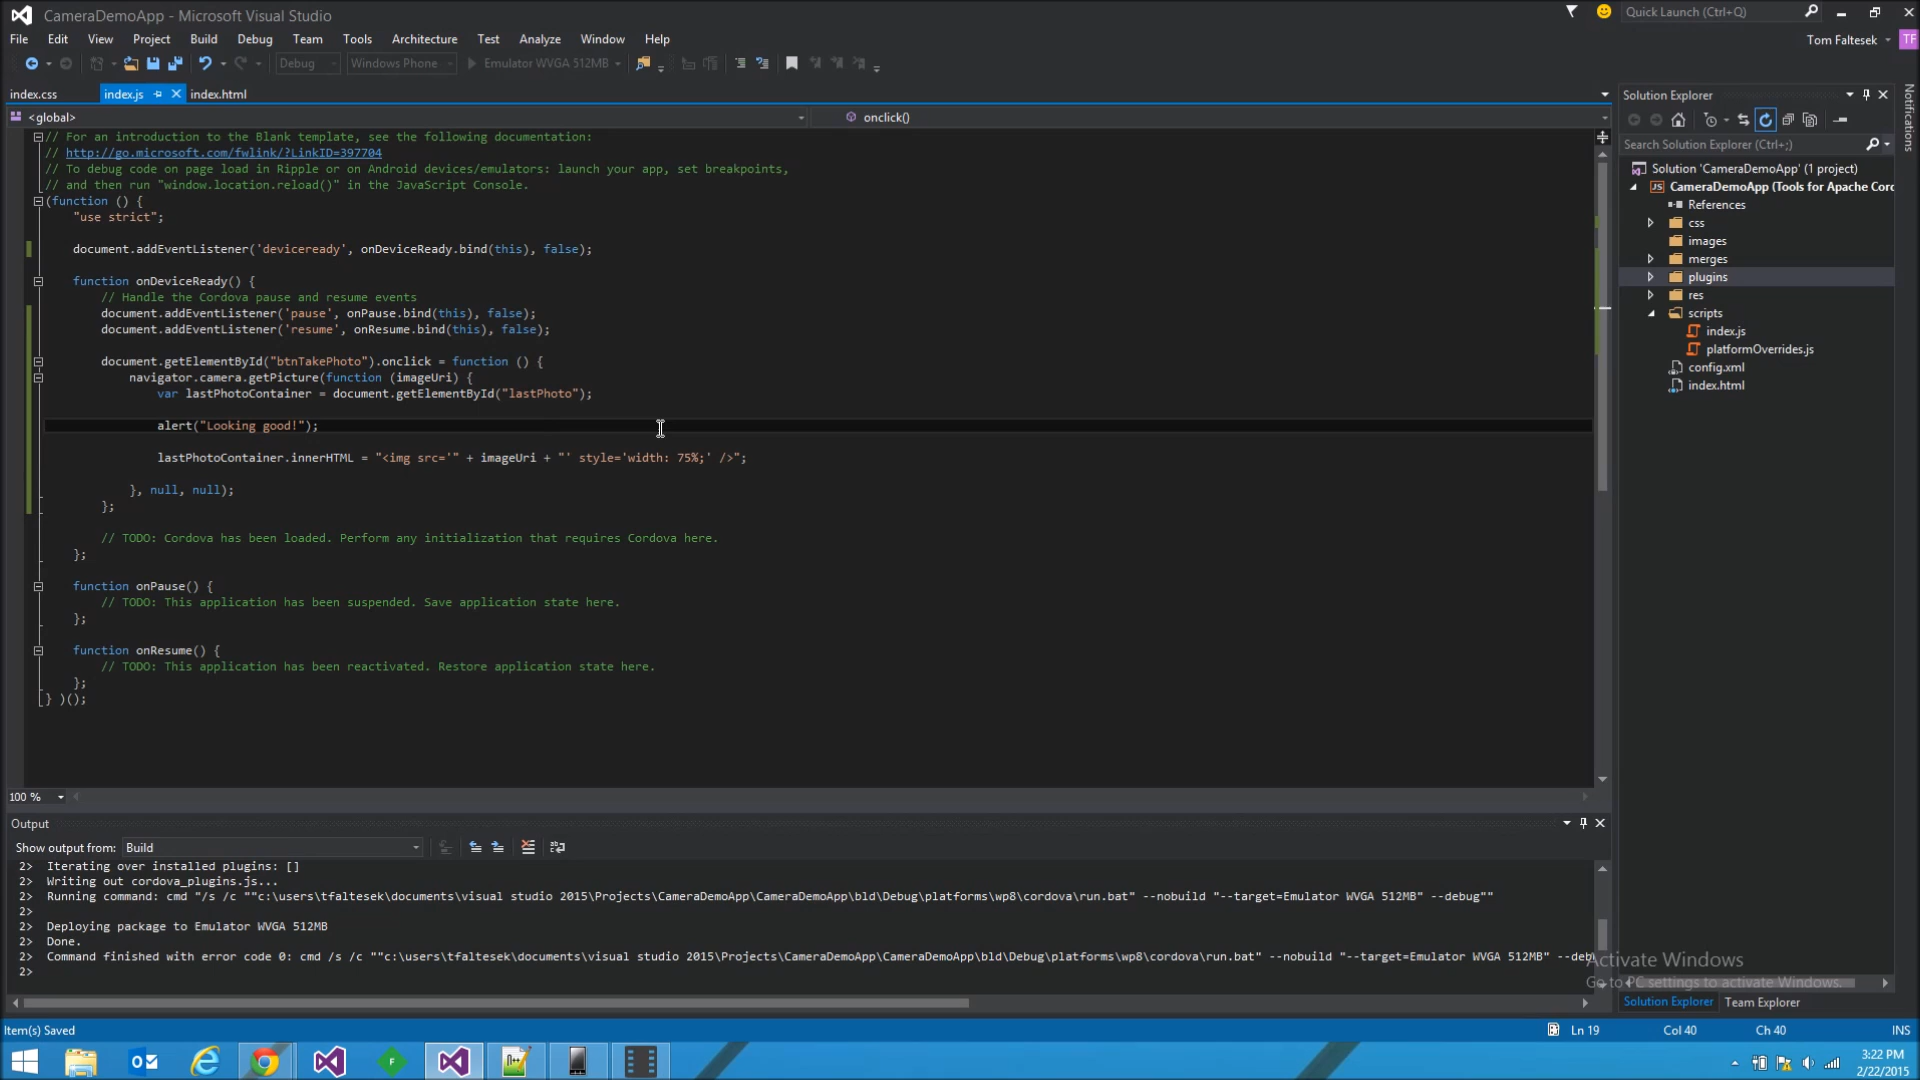 CameraDemoApp - Microsoft Visual Studio
Quick Launch (Ctrl+Q)
File Edit View Project Build Debug Team Tools Architecture Test Analyze Window Help
Tom Faltesek TF
Debug Windows Phone Emulator WVGA 512MB
index.css index.js index.html
<global> onclick()
// For an introduction to the Blank template, see the following documentation:
// http://go.microsoft.com/fwlink/?LinkID=397704
// To debug code on page load in Ripple or on Android devices/emulators: launch your app, set breakpoints,
// and then run "window.location.reload()" in the JavaScript Console.
(function () {
"use strict";
document.addEventListener('deviceready', onDeviceReady.bind(this), false);
function onDeviceReady() {
// Handle the Cordova pause and resume events
document.addEventListener('pause', onPause.bind(this), false);
document.addEventListener('resume', onResume.bind(this), false);
document.getElementById("btnTakePhoto").onclick = function () {
navigator.camera.getPicture(function (imageUri) {
var lastPhotoContainer = document.getElementById("lastPhoto");
alert("Looking good!");
lastPhotoContainer.innerHTML = "<img src='" + imageUri + "' style='width: 75%;' />";
}, null, null);
};
// TODO: Cordova has been loaded. Perform any initialization that requires Cordova here.
};
function onPause() {
// TODO: This application has been suspended. Save application state here.
};
function onResume() {
// TODO: This application has been reactivated. Restore application state here.
};
} )();
100 %
Solution Explorer
Search Solution Explorer (Ctrl+;)
Solution 'CameraDemoApp' (1 project)
CameraDemoApp (Tools for Apache Cord
References
css
images
merges
plugins
res
scripts
index.js
platformOverrides.js
config.xml
index.html
Notifications
Output
Show output from: Build
2> Iterating over installed plugins: []
2> Writing out cordova_plugins.js...
2> Running command: cmd "/s /c ""c:\users\tfaltesek\documents\visual studio 2015\Projects\CameraDemoApp\CameraDemoApp\bld\Debug\platforms\wp8\cordova\run.bat" --nobuild "--target=Emulator WVGA 512MB" --debug""
2>
2> Deploying package to Emulator WVGA 512MB
2> Done.
2> Command finished with error code 0: cmd /s /c ""c:\users\tfaltesek\documents\visual studio 2015\Projects\CameraDemoApp\CameraDemoApp\bld\Debug\platforms\wp8\cordova\run.bat" --nobuild "--target=Emulator WVGA 512MB" --deb
2>
Activate Windows
Go to PC settings to activate Windows.
Solution Explorer Team Explorer
Item(s) Saved Ln 19 Col 40 Ch 40 INS
3:22 PM
2/22/2015